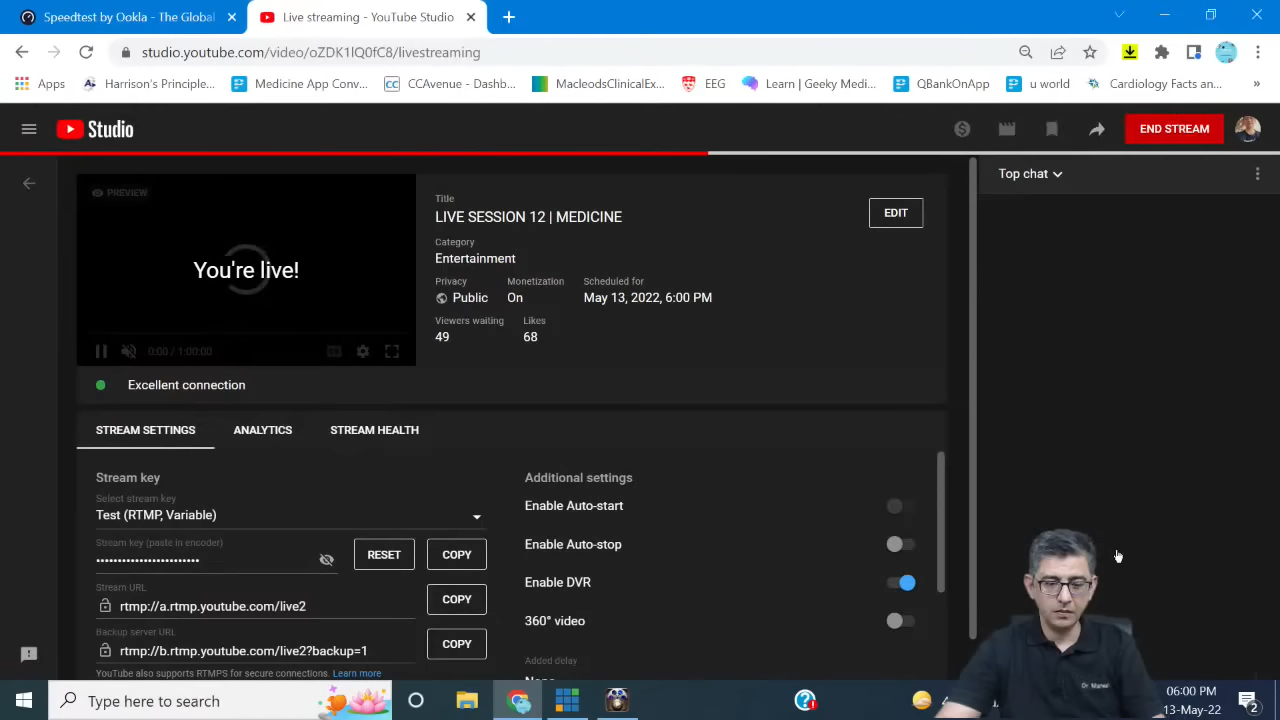 Speedtest by Ookla - The Global
Live streaming - YouTube Studio
studio.youtube.com/video/oZDK1lQ0fC8/livestreaming
Apps
Harrison's Principle...
Medicine App Conv...
CC CCAvenue - Dashb...
MacleodsClinicalEx...
EEG
Learn | Geeky Medi...
QBankOnApp
u world
Cardiology Facts an...
»
Studio
END STREAM
PREVIEW
You're live!
0:00 / 1:00:00
Title
LIVE SESSION 12 | MEDICINE
EDIT
Category
Entertainment
Privacy Monetization Scheduled for
Public On May 13, 2022, 6:00 PM
Viewers waiting Likes
49 68
Top chat
Excellent connection
STREAM SETTINGS ANALYTICS STREAM HEALTH
Stream key
Select stream key
Test (RTMP, Variable)
Stream key (paste in encoder)
••••••••••••••••••••••••
RESET COPY
Stream URL
rtmp://a.rtmp.youtube.com/live2
COPY
Backup server URL
rtmp://b.rtmp.youtube.com/live2?backup=1
COPY
YouTube also supports RTMPS for secure connections. Learn more
Additional settings
Enable Auto-start
Enable Auto-stop
Enable DVR
360° video
Added delay
None
Type here to search
06:00 PM
13-May-22
2